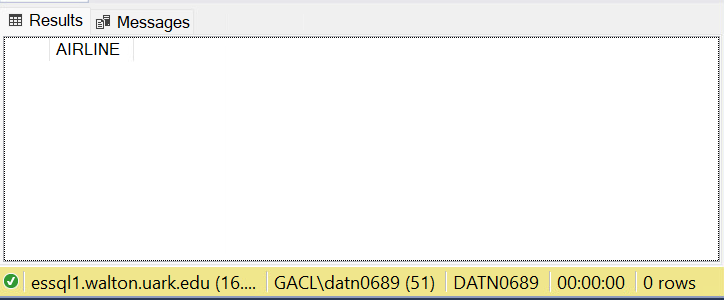 Results Messages
AIRLINE
essql1.walton.uark.edu (16.... GACL\datn0689 (51) DATN0689 00:00:00 0 rows